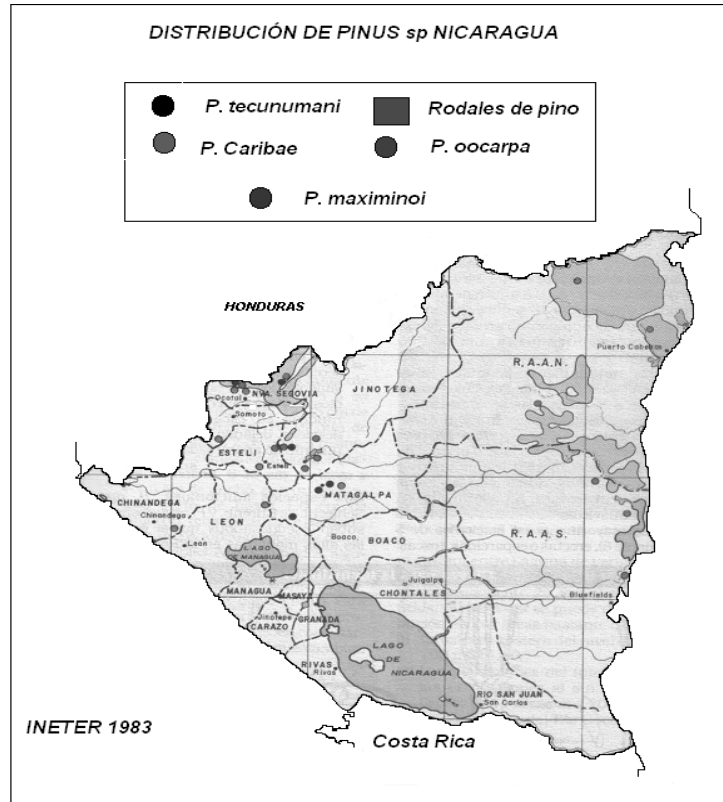 DISTRIBUCIÓN DE PINUS sp NICARAGUA
P. tecunumani
Rodales de pino
P. Caribae
P. oocarpa
P. maximinoi
HONDURAS
Puerto Cabezas
R.A.A.N.
JINOTEGA
NVA. SEGOVIA
Ocotal
Somoto
ESTELI
Esteli
MATAGALPA
CHINANDEGA
Chinandega
LEON
León
R.A.A.S.
Boaco
BOACO
LAGO
DE MANAGUA
Juigalpa
CHONTALES
MANAGUA
MASAYA
Bluefields
Jinotepe
GRANADA
CARAZO
LAGO
DE
NICARAGUA
RIVAS
Rivas
RIO SAN JUAN
San Carlos
INETER 1983
Costa Rica